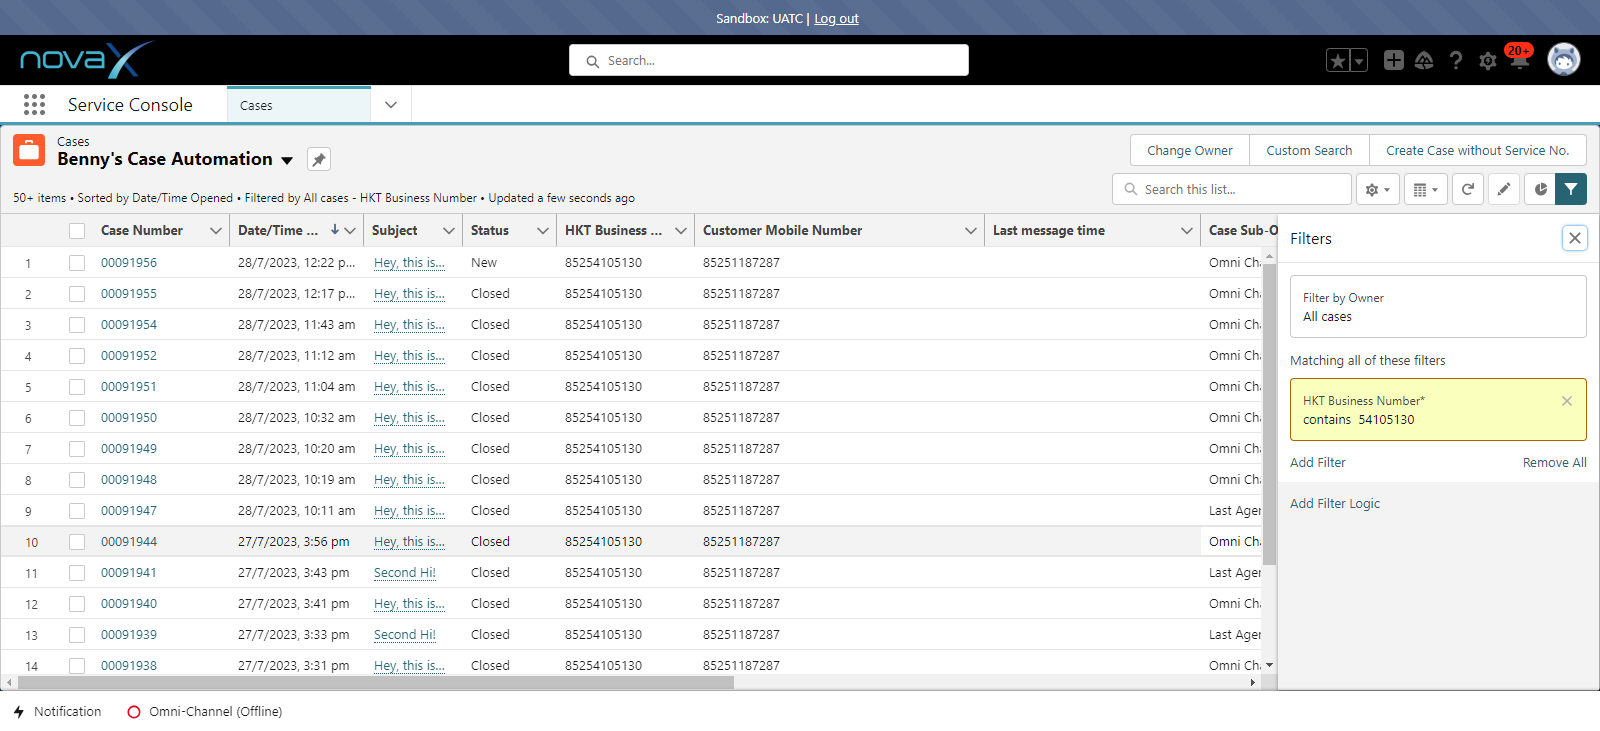 Sandbox: UATC | Log out
novaX
Search...
20+
Service Console
Cases
Cases
Benny's Case Automation
Change Owner
Custom Search
Create Case without Service No.
50+ items • Sorted by Date/Time Opened • Filtered by All cases - HKT Business Number • Updated a few seconds ago
Search this list...
Case Number Date/Time ... Subject Status HKT Business ... Customer Mobile Number Last message time Case Sub-O
1 00091956 28/7/2023, 12:22 p... Hey, this is... New 85254105130 85251187287 Omni Cha
2 00091955 28/7/2023, 12:17 p... Hey, this is... Closed 85254105130 85251187287 Omni Cha
3 00091954 28/7/2023, 11:43 am Hey, this is... Closed 85254105130 85251187287 Omni Cha
4 00091952 28/7/2023, 11:12 am Hey, this is... Closed 85254105130 85251187287 Omni Cha
5 00091951 28/7/2023, 11:04 am Hey, this is... Closed 85254105130 85251187287 Omni Cha
6 00091950 28/7/2023, 10:32 am Hey, this is... Closed 85254105130 85251187287 Omni Cha
7 00091949 28/7/2023, 10:20 am Hey, this is... Closed 85254105130 85251187287 Omni Cha
8 00091948 28/7/2023, 10:19 am Hey, this is... Closed 85254105130 85251187287 Omni Cha
9 00091947 28/7/2023, 10:11 am Hey, this is... Closed 85254105130 85251187287 Last Agen
10 00091944 27/7/2023, 3:56 pm Hey, this is... Closed 85254105130 85251187287 Omni Cha
11 00091941 27/7/2023, 3:43 pm Second Hi! Closed 85254105130 85251187287 Last Agen
12 00091940 27/7/2023, 3:41 pm Hey, this is... Closed 85254105130 85251187287 Omni Cha
13 00091939 27/7/2023, 3:33 pm Second Hi! Closed 85254105130 85251187287 Last Agen
14 00091938 27/7/2023, 3:31 pm Hey, this is... Closed 85254105130 85251187287 Omni Cha
Filters
Filter by Owner
All cases
Matching all of these filters
HKT Business Number*
contains 54105130
Add Filter
Remove All
Add Filter Logic
Notification
Omni-Channel (Offline)